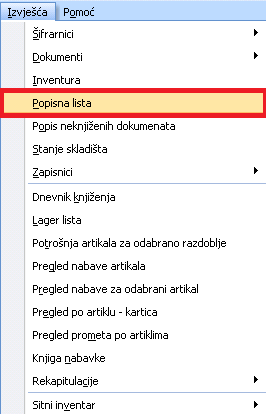 Izvješća Pomoć
Šifrarnici
Dokumenti
Inventura
Popisna lista
Popis neknjiženih dokumenata
Stanje skladišta
Zapisnici
Dnevnik knjiženja
Lager lista
Potrošnja artikala za odabrano razdoblje
Pregled nabave artikala
Pregled nabave za odabrani artikal
Pregled po artiklu - kartica
Pregled prometa po artiklima
Knjiga nabavke
Rekapitulacije
Sitni inventar